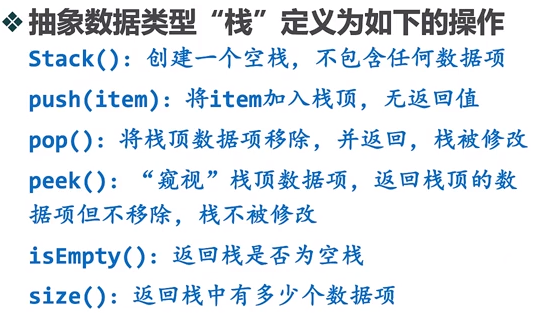 ❖抽象数据类型“栈”定义为如下的操作
Stack(): 创建一个空栈，不包含任何数据项
push(item): 将item加入栈顶，无返回值
pop(): 将栈顶数据项移除，并返回，栈被修改
peek(): “窥视”栈顶数据项，返回栈顶的数
据项但不移除，栈不被修改
isEmpty(): 返回栈是否为空栈
size(): 返回栈中有多少个数据项